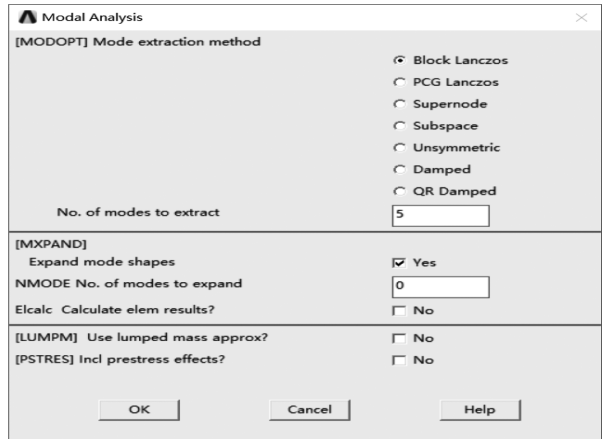 Modal Analysis
[MODOPT] Mode extraction method
Block Lanczos
PCG Lanczos
Supernode
Subspace
Unsymmetric
Damped
QR Damped
No. of modes to extract 5
[MXPAND]
Expand mode shapes Yes
NMODE No. of modes to expand 0
Elcalc Calculate elem results? No
[LUMPM] Use lumped mass approx? No
[PSTRES] Incl prestress effects? No
OK Cancel Help